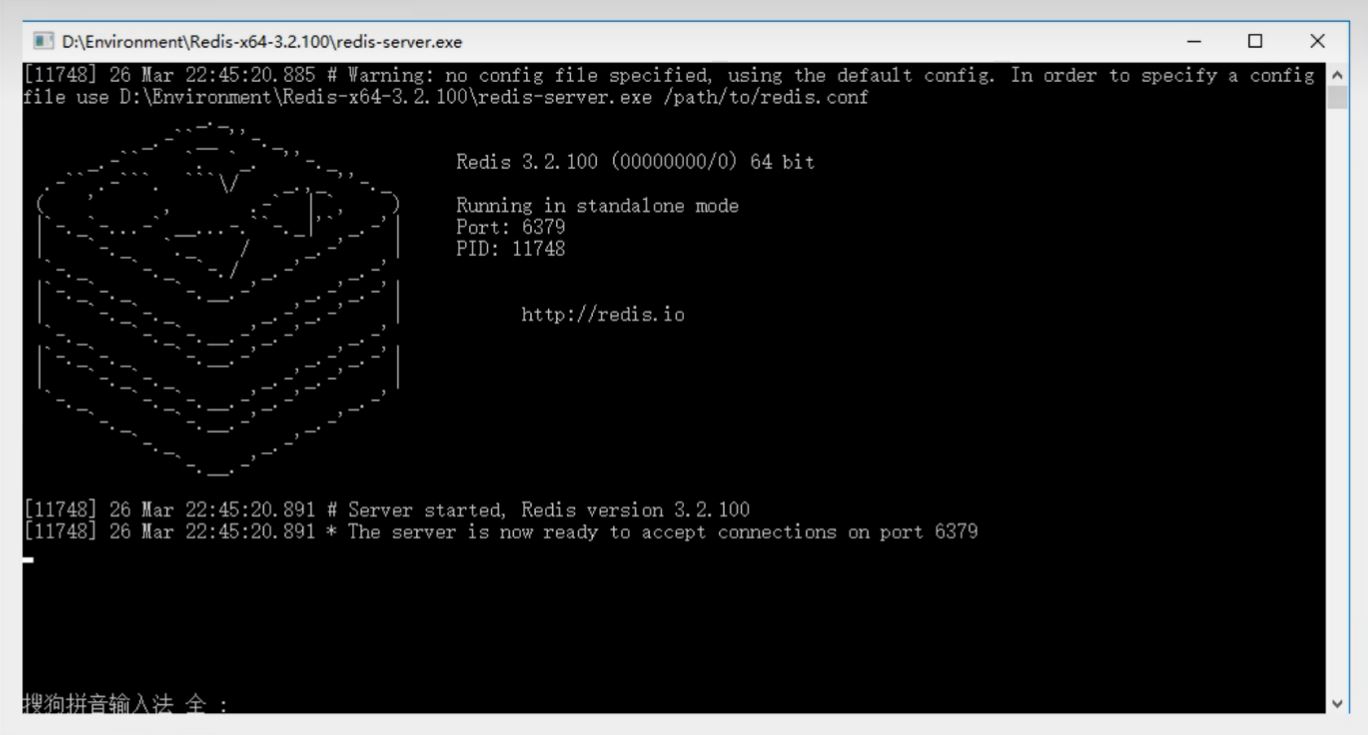 D:\Environment\Redis-x64-3.2.100\redis-server.exe
[11748] 26 Mar 22:45:20.885 # Warning: no config file specified, using the default config. In order to specify a config
file use D:\Environment\Redis-x64-3.2.100\redis-server.exe /path/to/redis.conf
Redis 3.2.100 (00000000/0) 64 bit
Running in standalone mode
Port: 6379
PID: 11748
http://redis.io
[11748] 26 Mar 22:45:20.891 # Server started, Redis version 3.2.100
[11748] 26 Mar 22:45:20.891 * The server is now ready to accept connections on port 6379
搜狗拼音输入法 全 :